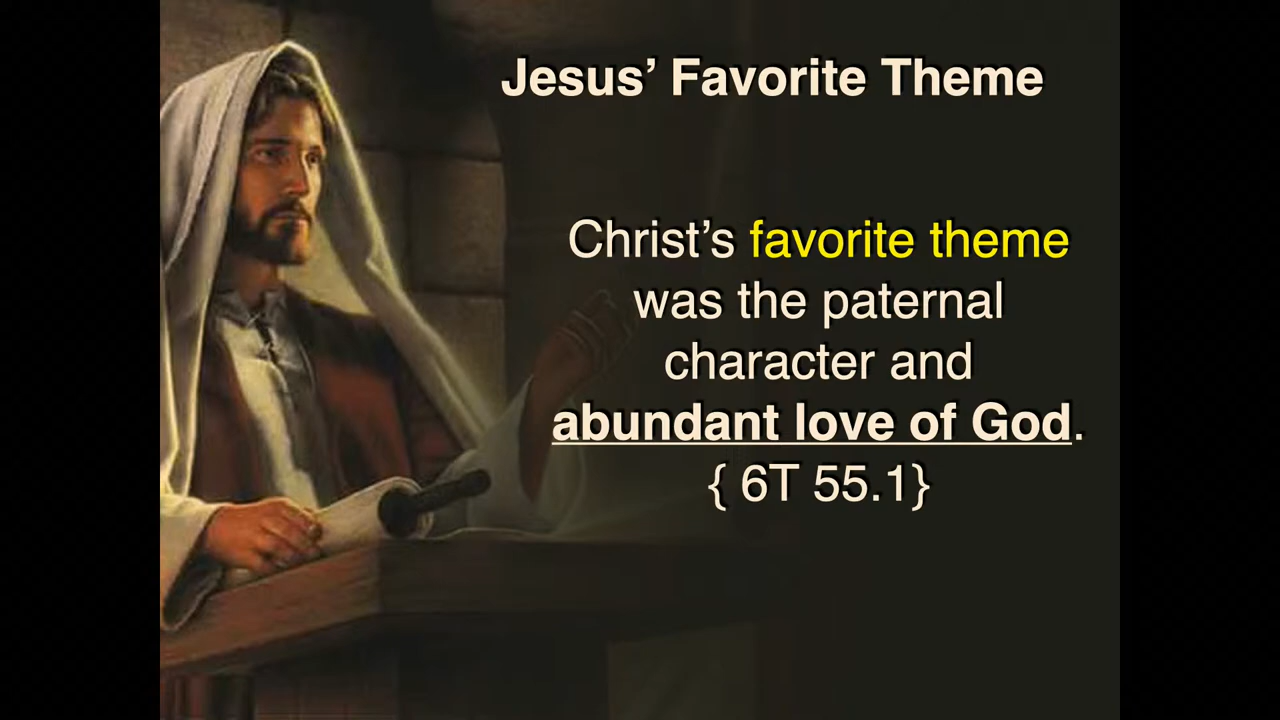 Jesus’ Favorite Theme
Christ’s favorite theme
was the paternal
character and
abundant love of God.
{ 6T 55.1}